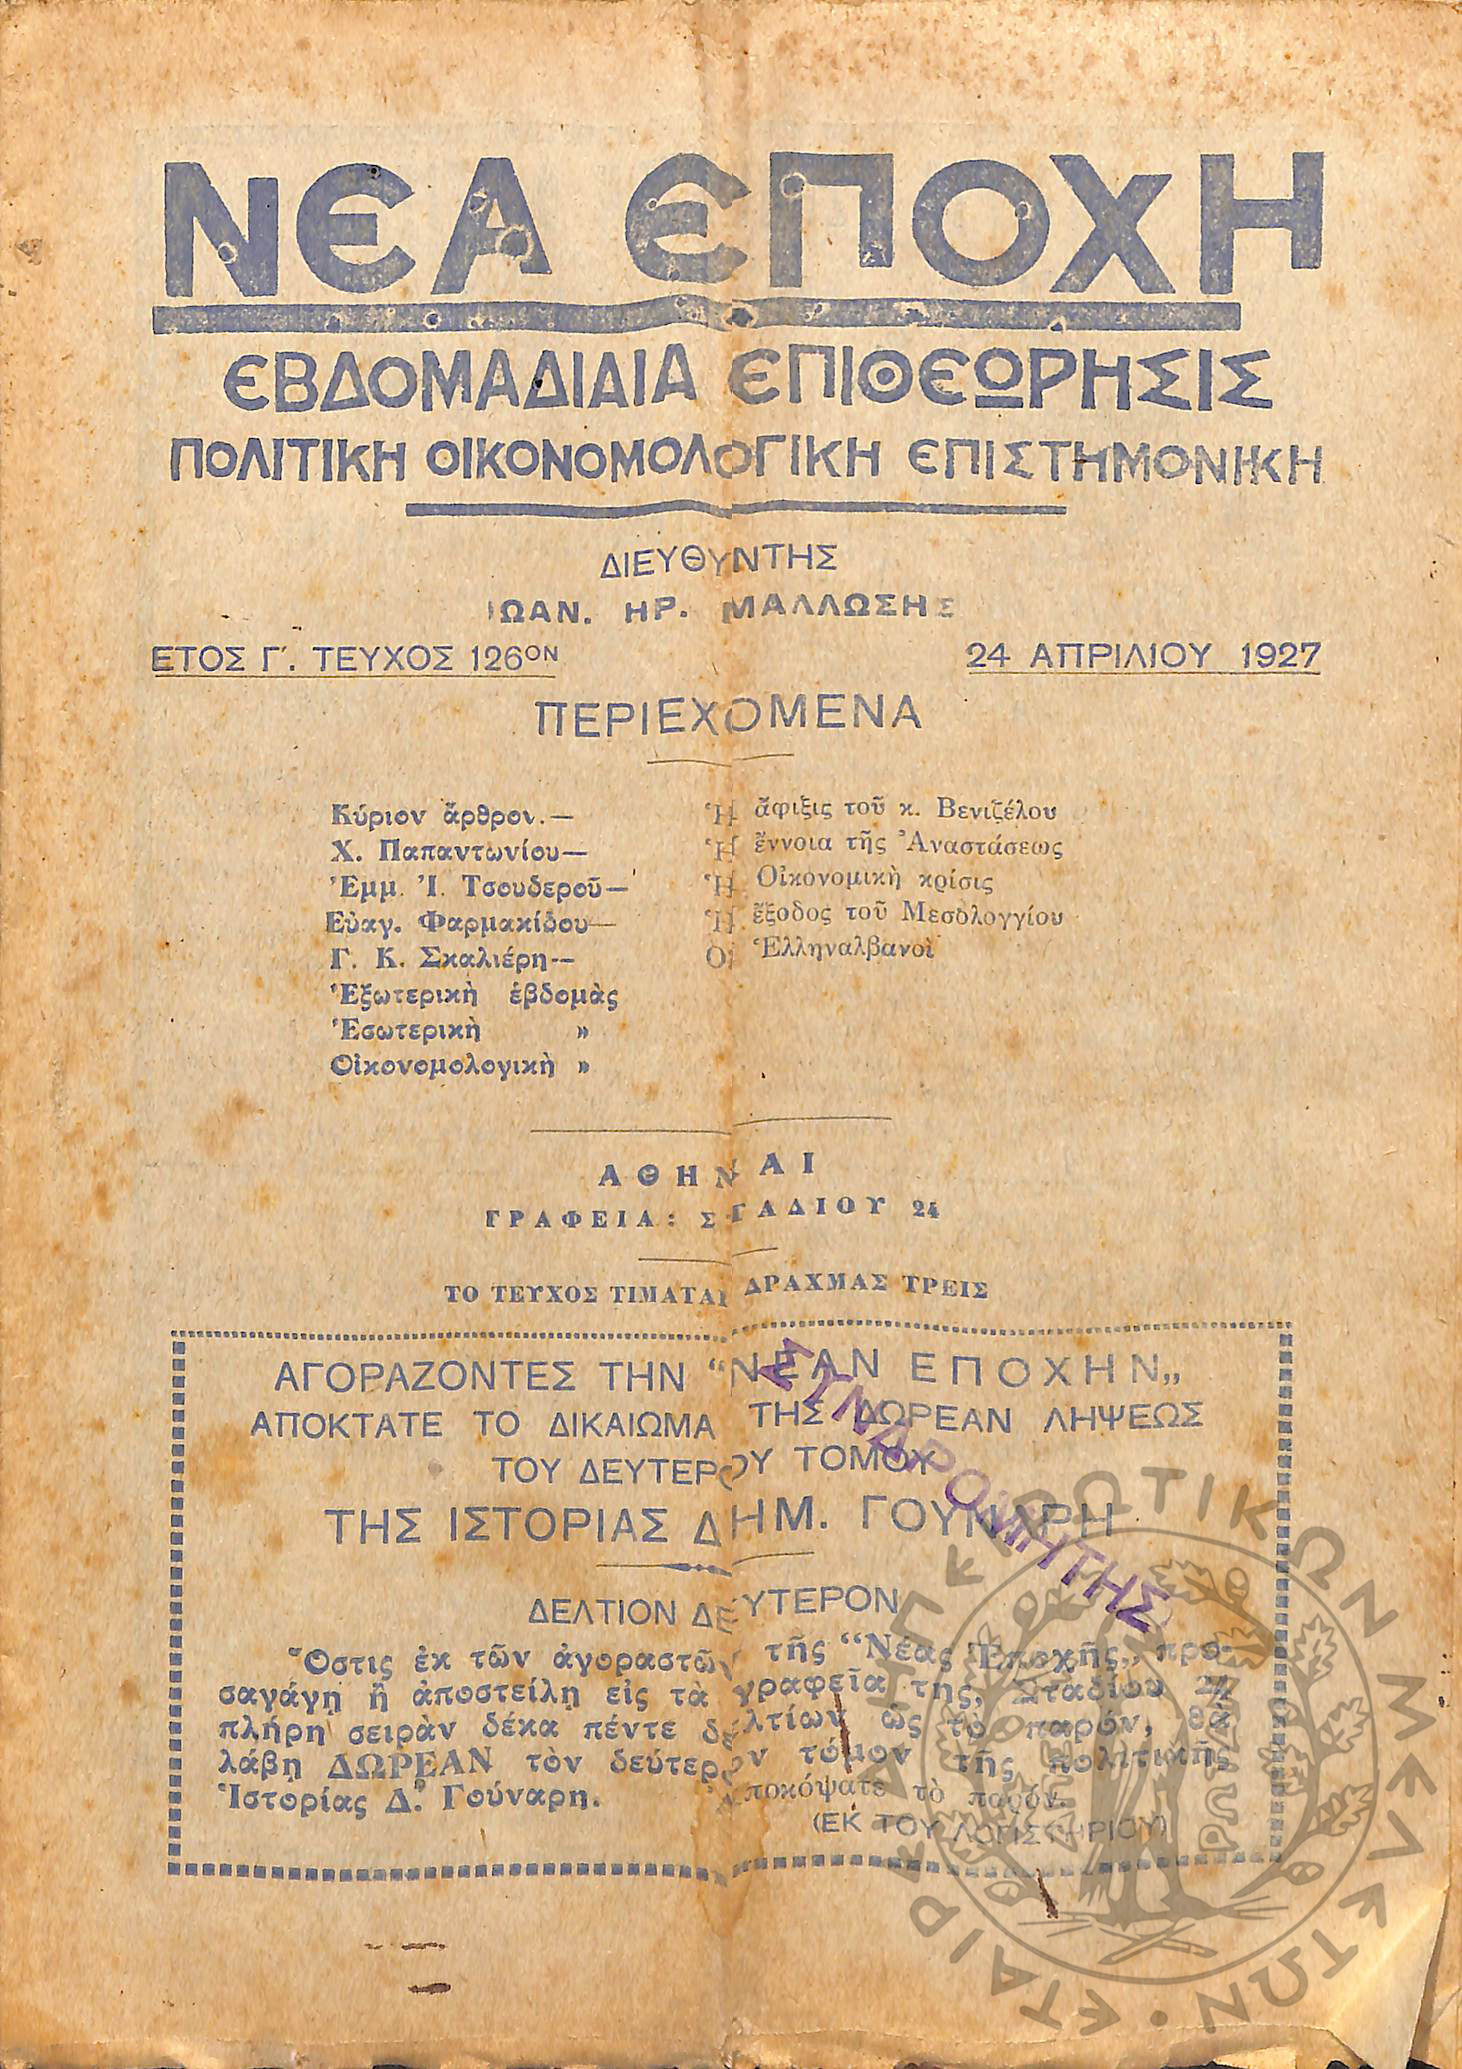 ΝΕΑ ΕΠΟΧΗ
ΕΒΔΟΜΑΔΙΑΙΑ ΕΠΙΘΕΩΡΗΣΙΣ
ΠΟΛΙΤΙΚΗ ΟΙΚΟΝΟΜΟΛΟΓΙΚΗ ΕΠΙΣΤΗΜΟΝΙΚΗ
ΔΙΕΥΘΥΝΤΗΣ
ΙΩΑΝ. ΗΡ. ΜΑΛΛΩΣΗΣ
ΕΤΟΣ Γ΄. ΤΕΥΧΟΣ 126ΟΝ 24 ΑΠΡΙΛΙΟΥ 1927
ΠΕΡΙΕΧΟΜΕΝΑ
Κύριον ἄρθρον.— Ἡ ἄφιξις τοῦ κ. Βενιζέλου
Χ. Παπαντωνίου— Ἡ ἔννοια τῆς Ἀναστάσεως
Ἐμμ. Ἰ. Τσουδεροῦ— Ἡ Οἰκονομικὴ κρίσις
Εὐαγ. Φαρμακίδου— Ἡ ἔξοδος τοῦ Μεσολογγίου
Γ. Κ. Σκαλιέρη— Οἱ Ἑλληναλβανοὶ
Ἐξωτερικὴ ἑβδομὰς
Ἐσωτερικὴ »
Οἰκονομολογικὴ »
ΑΘΗΝΑΙ
ΓΡΑΦΕΙΑ: ΣΤΑΔΙΟΥ 24
ΤΟ ΤΕΥΧΟΣ ΤΙΜΑΤΑΙ ΔΡΑΧΜΑΣ ΤΡΕΙΣ
ΑΓΟΡΑΖΟΝΤΕΣ ΤΗΝ “ΝΕΑΝ ΕΠΟΧΗΝ„
ΑΠΟΚΤΑΤΕ ΤΟ ΔΙΚΑΙΩΜΑ ΤΗΣ ΔΩΡΕΑΝ ΛΗΨΕΩΣ
ΤΟΥ ΔΕΥΤΕΡΟΥ ΤΟΜΟΥ
ΤΗΣ ΙΣΤΟΡΙΑΣ ΔΗΜ. ΓΟΥΝΑΡΗ
ΣΥΝΔΡΟΜΗΤΗΣ
ΔΕΛΤΙΟΝ ΔΕΥΤΕΡΟΝ
Ὅστις ἐκ τῶν ἀγοραστῶν τῆς “Νέας Ἐποχῆς„ προ-
σαγάγῃ ἢ ἀποστείλῃ εἰς τὰ γραφεῖα της, Σταδίου 24
πλήρη σειρὰν δέκα πέντε δελτίων ὡς τὸ παρόν, θὰ
λάβῃ ΔΩΡΕΑΝ τὸν δεύτερον τόμον τῆς πολιτικῆς
Ἱστορίας Δ. Γούναρη. Ἀποκόψατε τὸ παρόν.
(ΕΚ ΤΟΥ ΛΟΓΙΣΤΗΡΙΟΥ)
ΕΤΑΙΡΕΙΑ ΗΠΕΙΡΩΤΙΚΩΝ ΜΕΛΕΤΩΝ